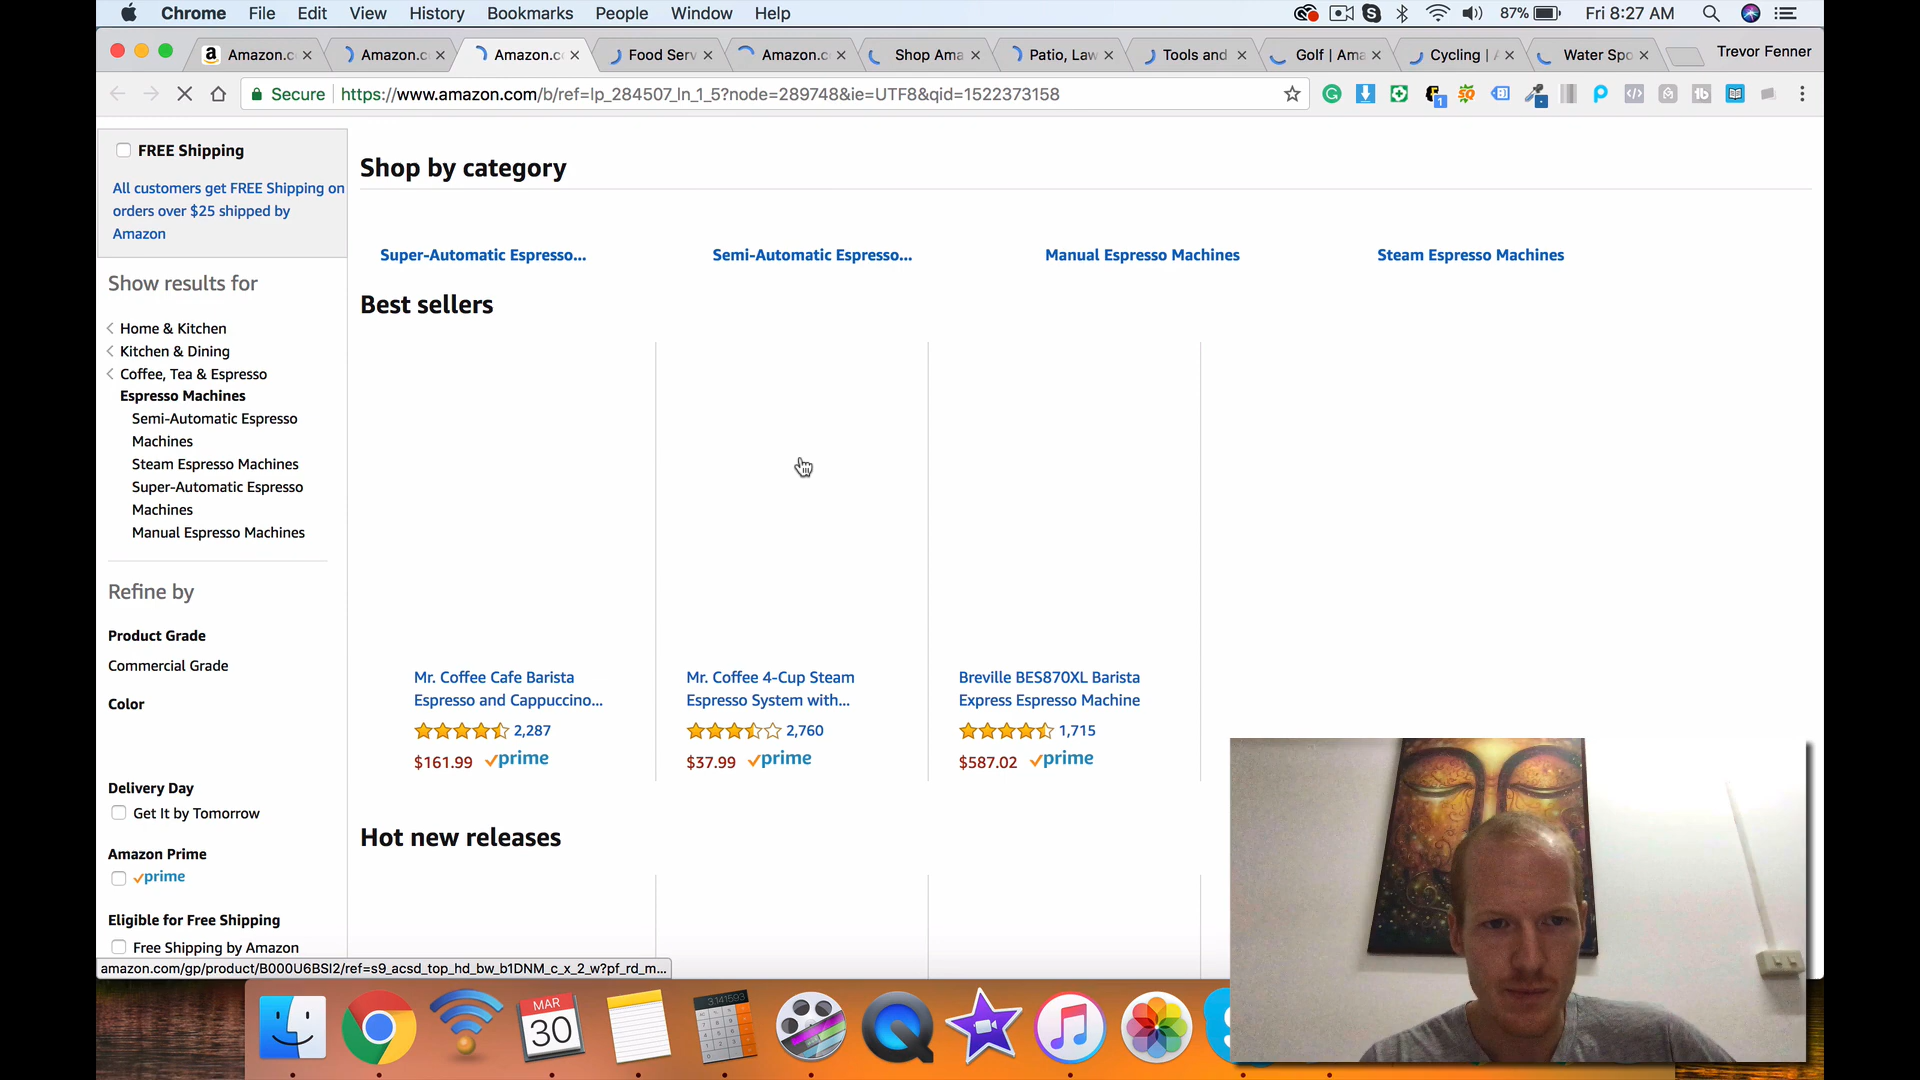 Chrome File Edit View History Bookmarks People Window Help 87% Fri 8:27 AM
Amazon.c Amazon.c Amazon.c Food Serv Amazon.c Shop Ama Patio, Law Tools and Golf | Ama Cycling | Water Spo Trevor Fenner
Secure https://www.amazon.com/b/ref=lp_284507_ln_1_5?node=289748&ie=UTF8&qid=1522373158
FREE Shipping
All customers get FREE Shipping on
orders over $25 shipped by
Amazon
Show results for
Home & Kitchen
Kitchen & Dining
Coffee, Tea & Espresso
Espresso Machines
Semi-Automatic Espresso
Machines
Steam Espresso Machines
Super-Automatic Espresso
Machines
Manual Espresso Machines
Refine by
Product Grade
Commercial Grade
Color
Delivery Day
Get It by Tomorrow
Amazon Prime
prime
Eligible for Free Shipping
Free Shipping by Amazon
Shop by category
Super-Automatic Espresso... Semi-Automatic Espresso... Manual Espresso Machines Steam Espresso Machines
Best sellers
Mr. Coffee Cafe Barista
Espresso and Cappuccino...
2,287
$161.99 prime
Mr. Coffee 4-Cup Steam
Espresso System with...
2,760
$37.99 prime
Breville BES870XL Barista
Express Espresso Machine
1,715
$587.02 prime
Hot new releases
amazon.com/gp/product/B000U6BSI2/ref=s9_acsd_top_hd_bw_b1DNM_c_x_2_w?pf_rd_m...
MAR
30
3.141593